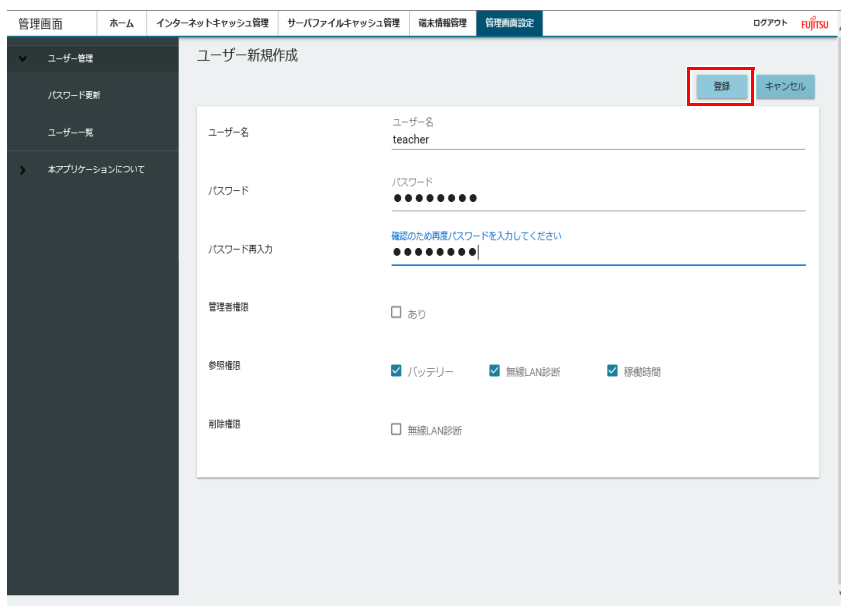 管理画面 ホーム インターネットキャッシュ管理 サーバファイルキャッシュ管理 端末情報管理 管理画面設定 ログアウト FUJITSU
ユーザー管理
パスワード更新
ユーザー一覧
本アプリケーションについて
ユーザー新規作成
登録 キャンセル
ユーザー名
ユーザー名
teacher
パスワード
パスワード
●●●●●●●●
パスワード再入力
確認のため再度パスワードを入力してください
●●●●●●●●
管理者権限 あり
参照権限 バッテリー 無線LAN診断 稼働時間
削除権限 無線LAN診断